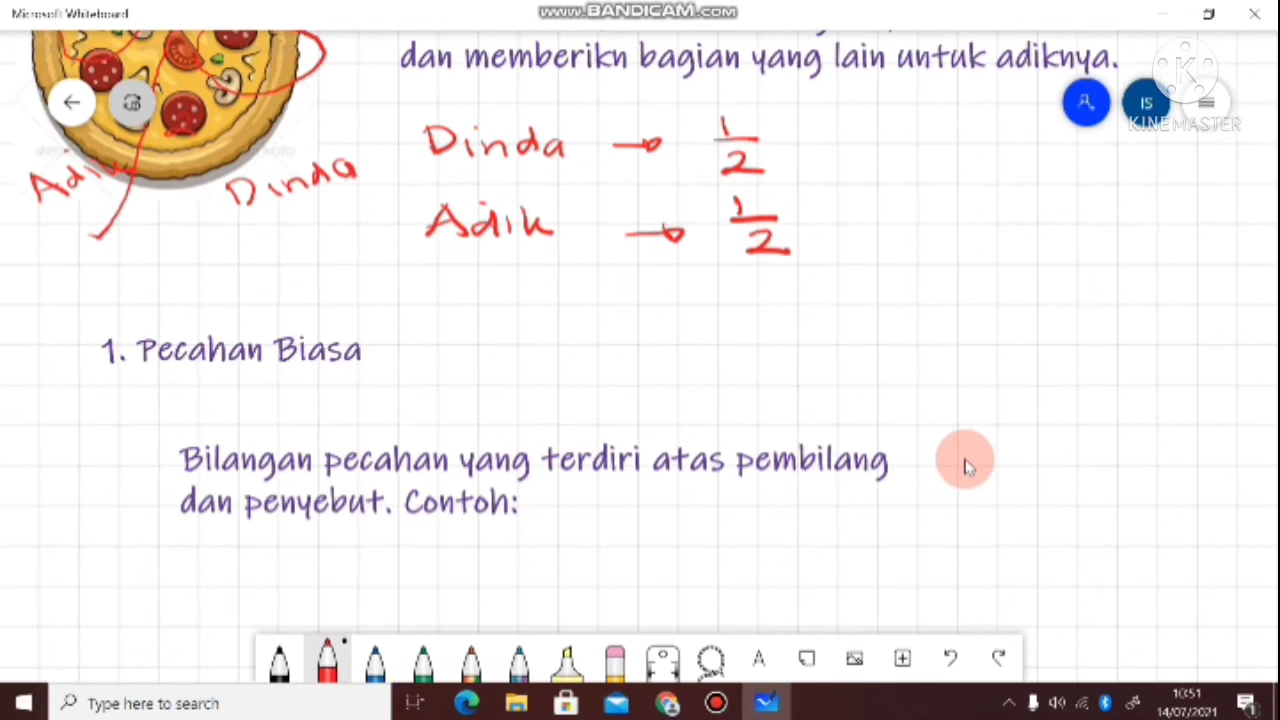 www.BANDICAM.com
Microsoft Whiteboard
dan memberikn bagian yang lain untuk adiknya.
IS
KINEMASTER
Dinda → 1/2
Adik Dinda
Adik → 1/2
1. Pecahan Biasa
Bilangan pecahan yang terdiri atas pembilang
dan penyebut. Contoh:
A
Type here to search
10:51
14/07/2021